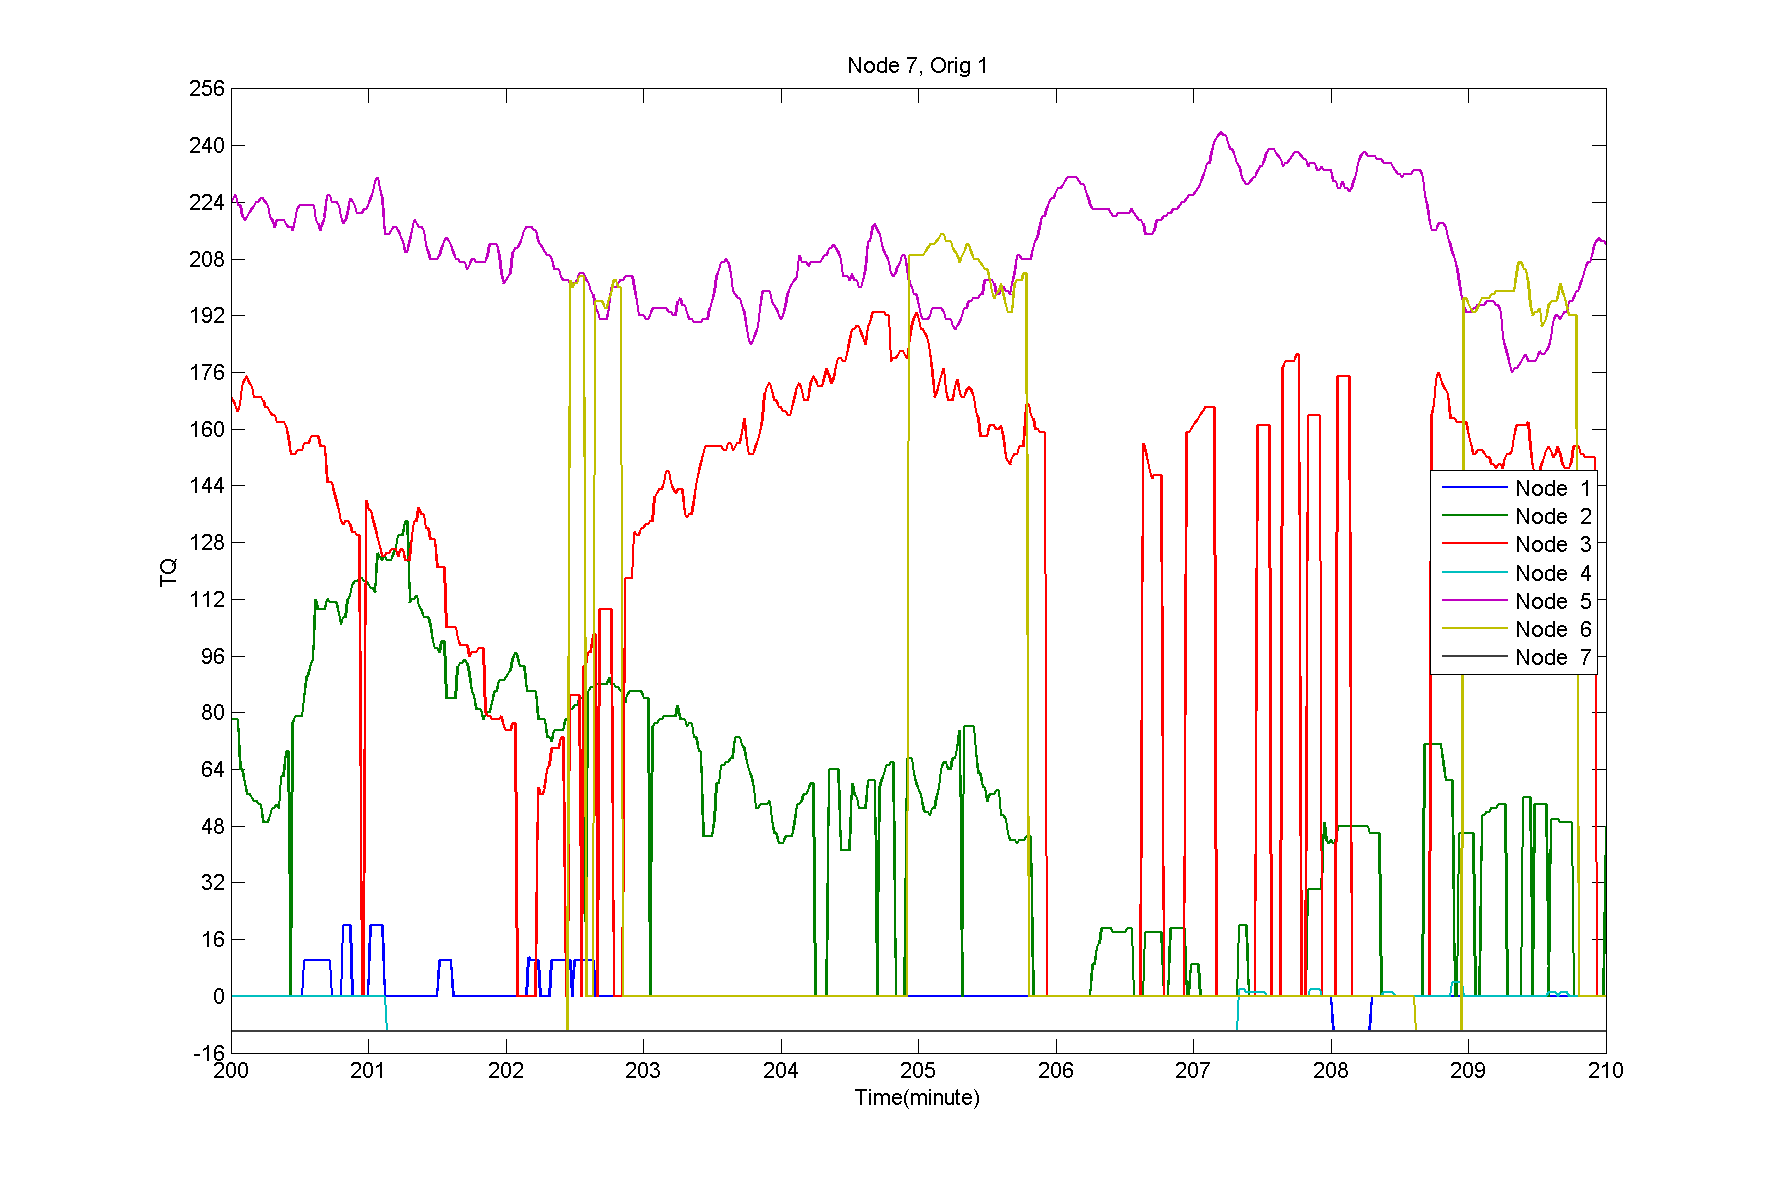 Node 7, Orig 1
256
240
224
208
192
176
160
144
128
112
96
80
64
48
32
16
0
-16
TQ
200 201 202 203 204 205 206 207 208 209 210
Time(minute)
Node 1
Node 2
Node 3
Node 4
Node 5
Node 6
Node 7